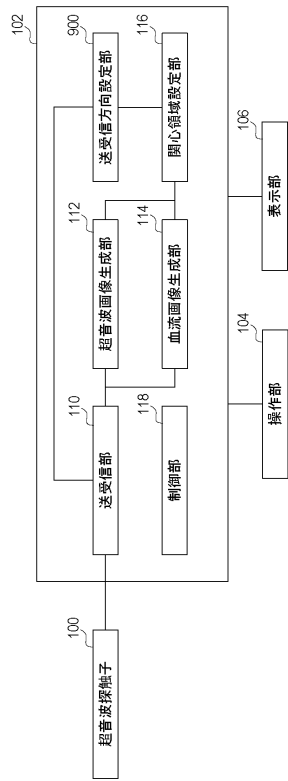 100
超音波探触子
102
110
送受信部
112
超音波画像生成部
900
送受信方向設定部
118
制御部
114
血流画像生成部
116
関心領域設定部
104
操作部
106
表示部